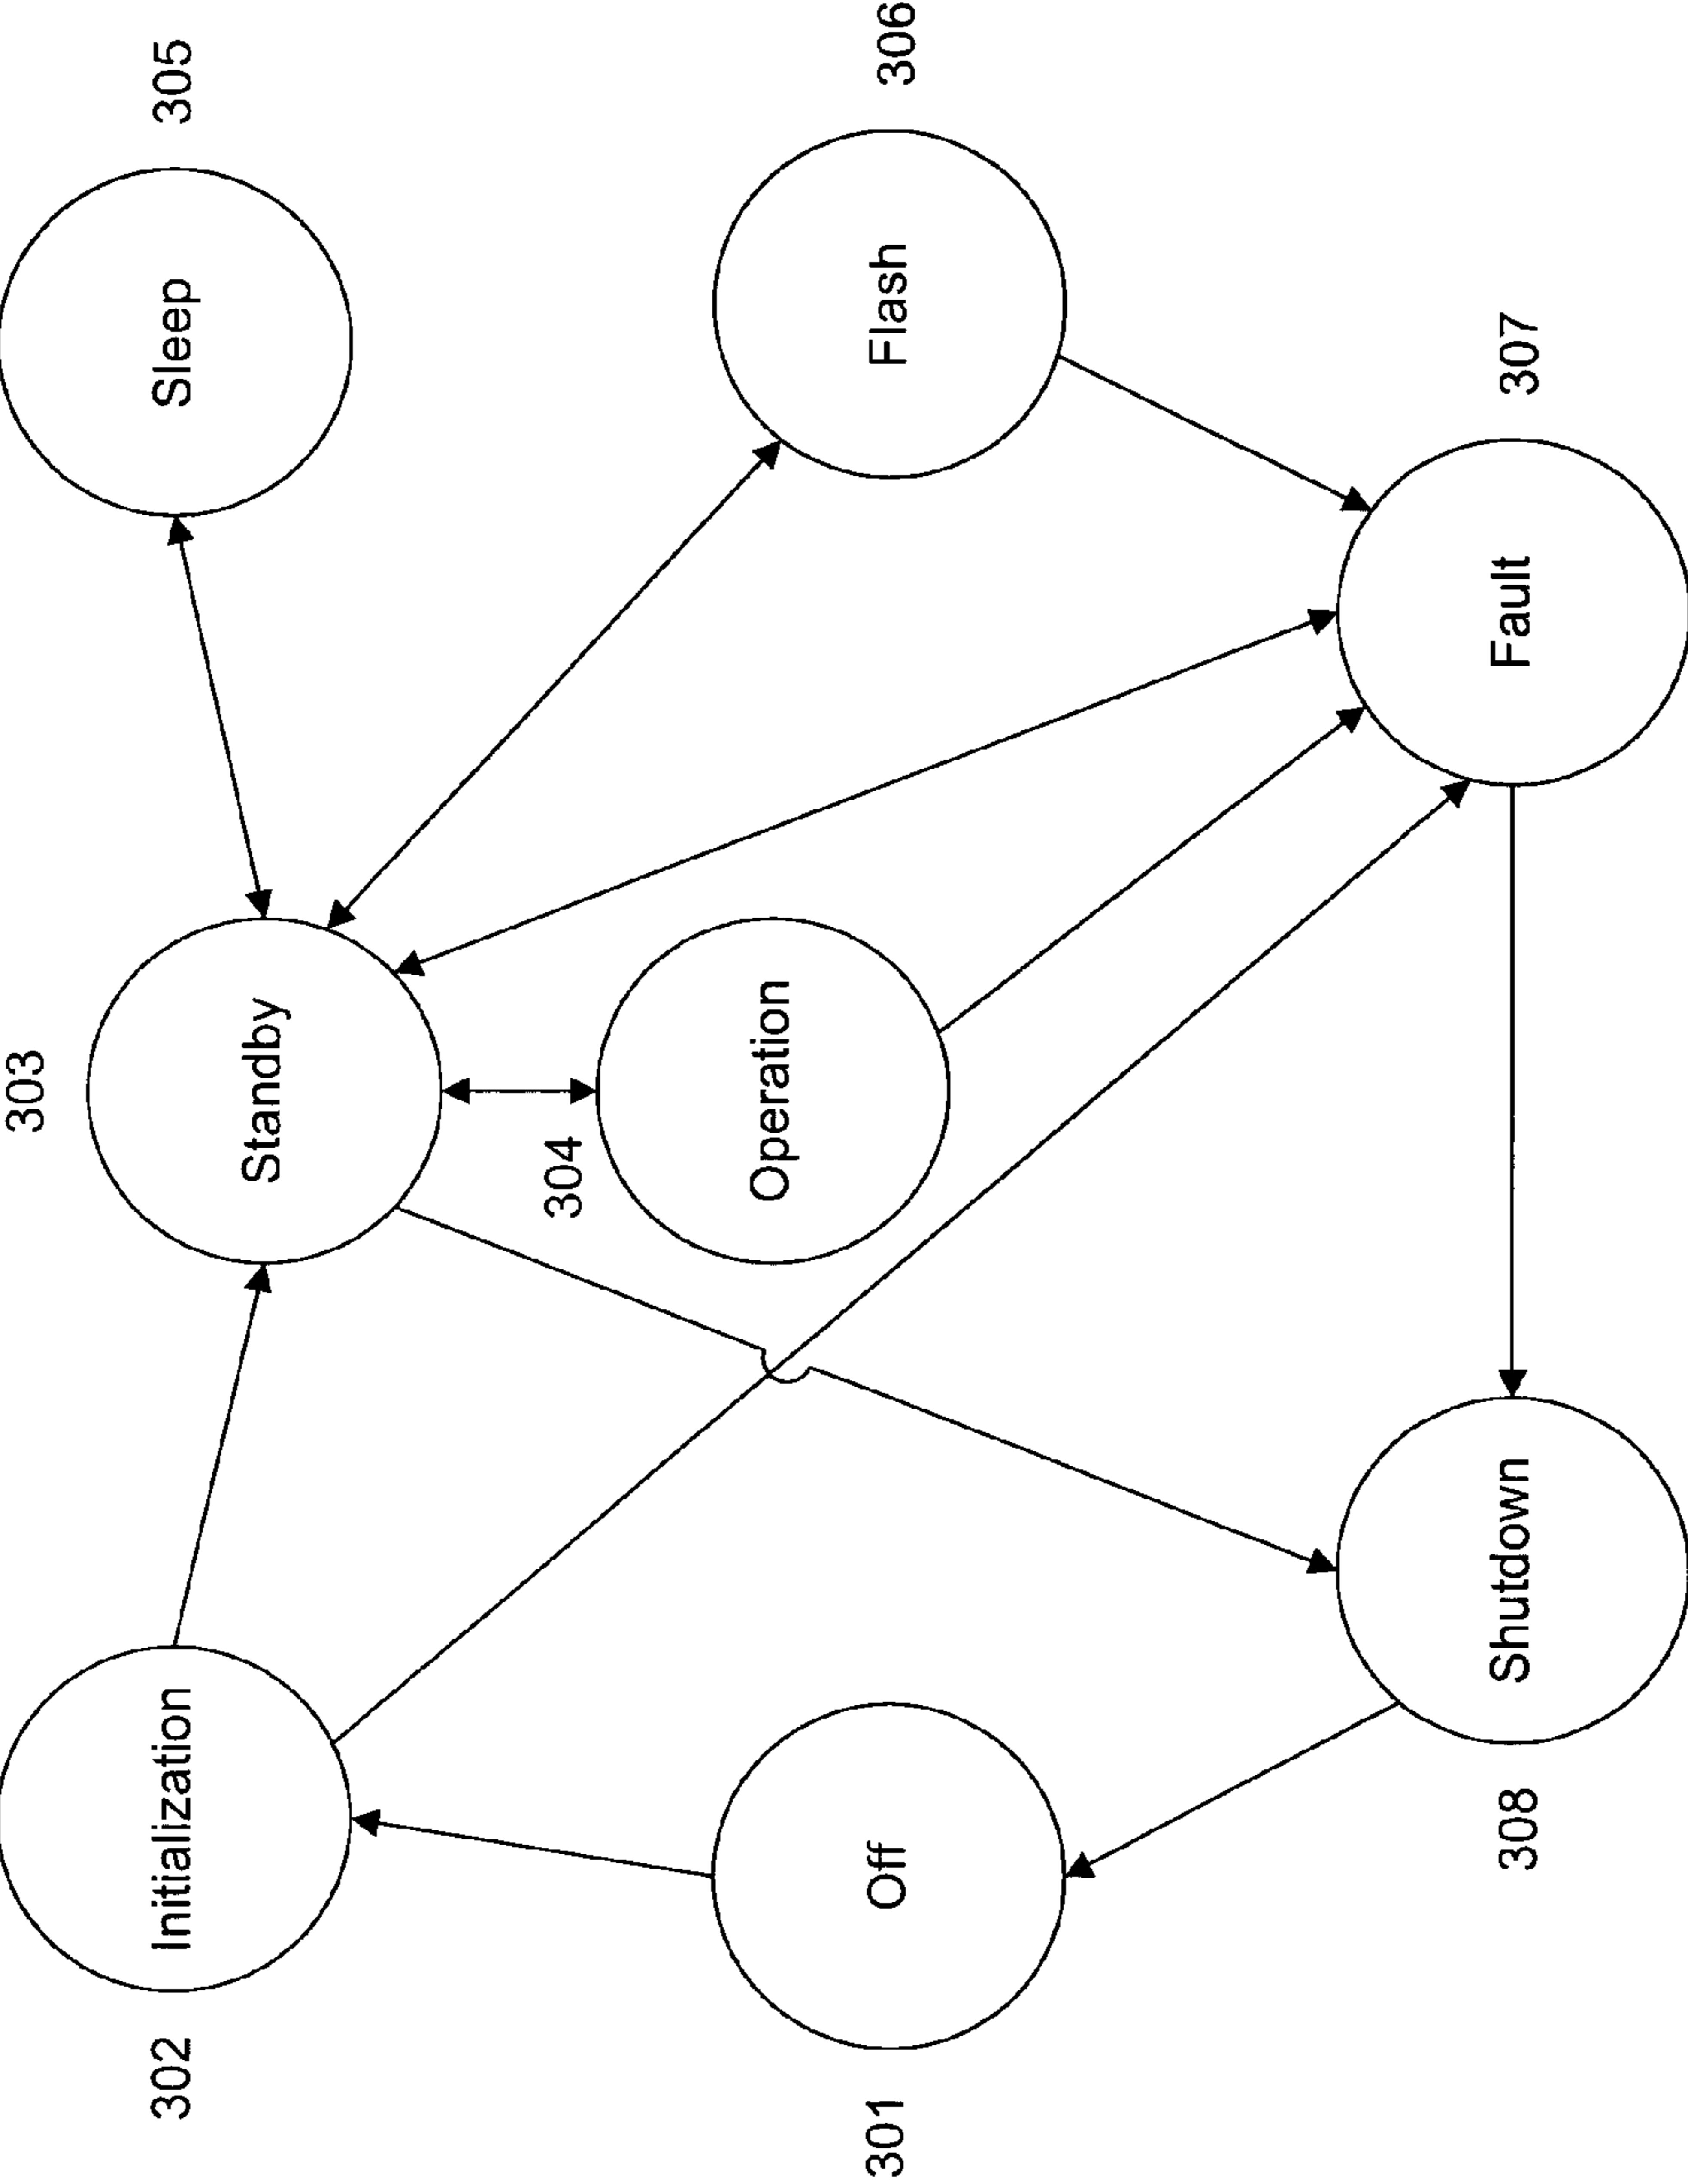 303
302
Initialization
Standby
Sleep
305
304
Operation
301
Off
Flash
306
308
Shutdown
Fault
307